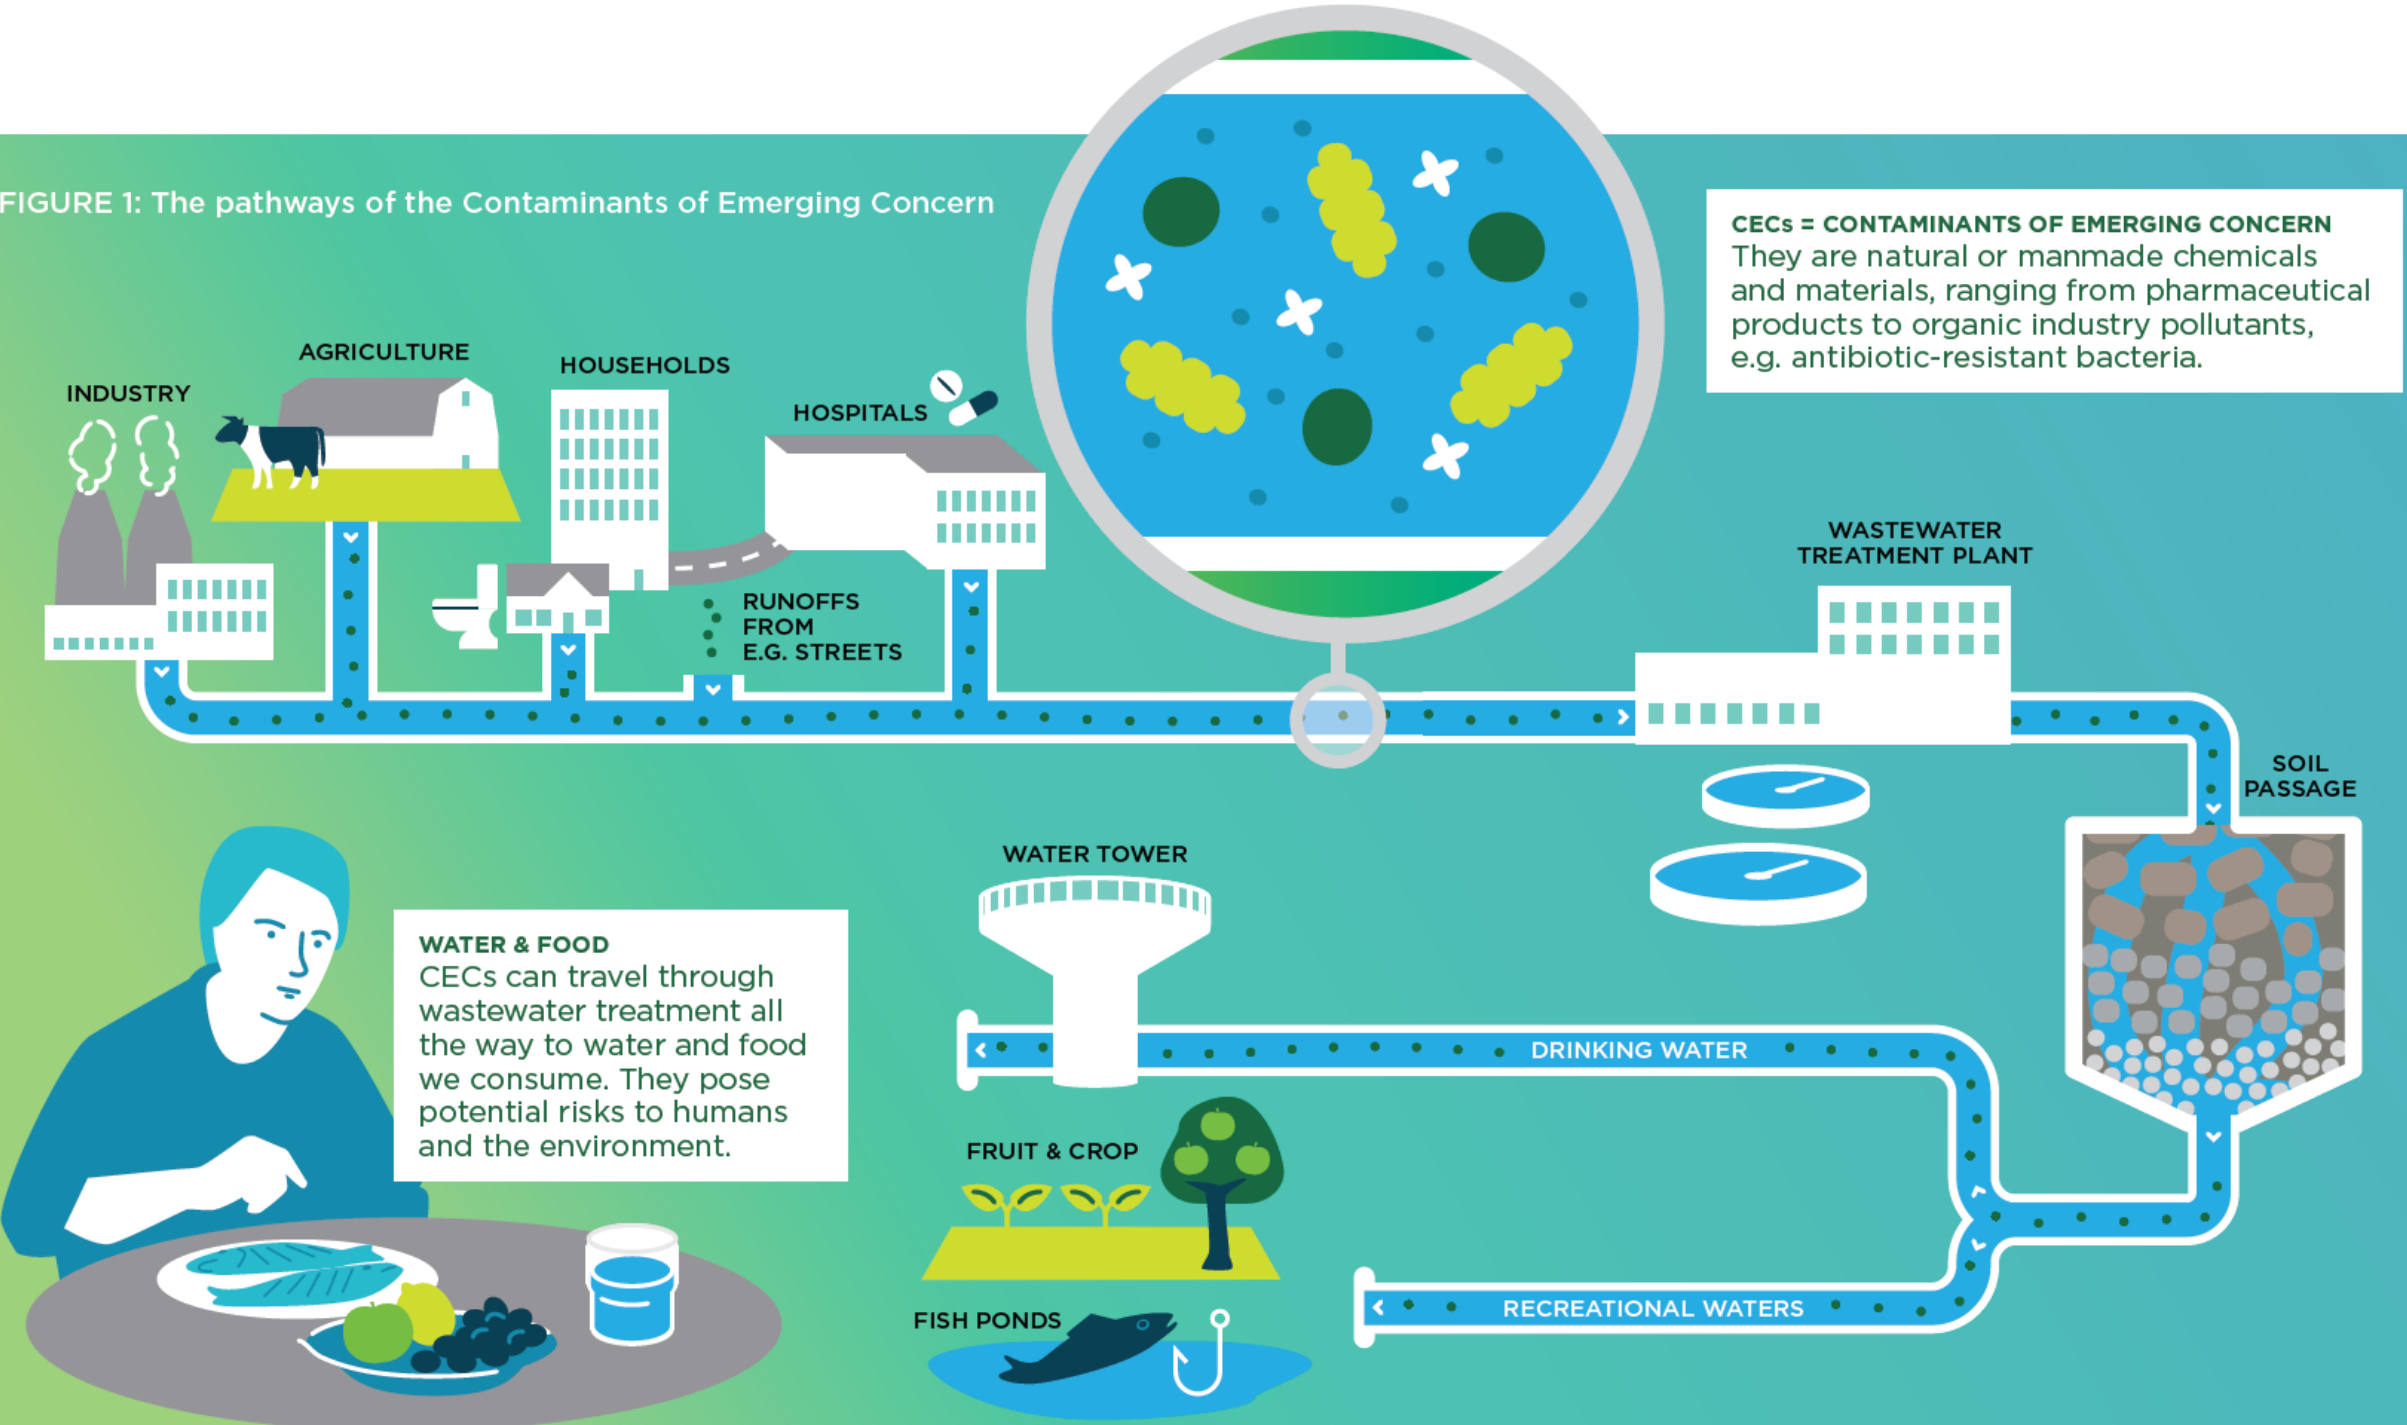 FIGURE 1: The pathways of the Contaminants of Emerging Concern
CECs = CONTAMINANTS OF EMERGING CONCERN
They are natural or manmade chemicals
and materials, ranging from pharmaceutical
products to organic industry pollutants,
e.g. antibiotic-resistant bacteria.
INDUSTRY
AGRICULTURE
HOUSEHOLDS
HOSPITALS
RUNOFFS
FROM
E.G. STREETS
WASTEWATER
TREATMENT PLANT
SOIL
PASSAGE
WATER TOWER
DRINKING WATER
WATER & FOOD
CECs can travel through
wastewater treatment all
the way to water and food
we consume. They pose
potential risks to humans
and the environment.
FRUIT & CROP
FISH PONDS
RECREATIONAL WATERS